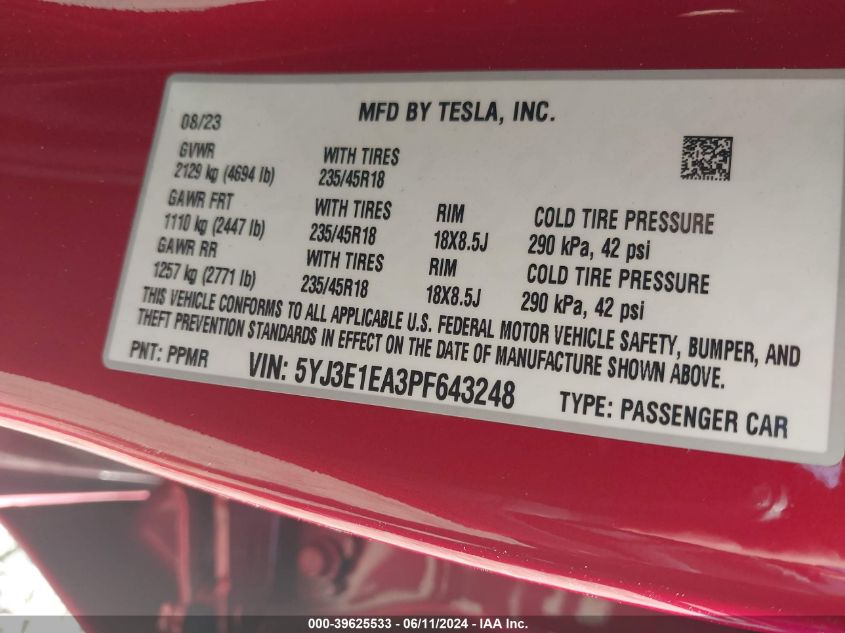 MFD BY TESLA, INC.
08/23
GVWR
2129 kg (4694 lb)
WITH TIRES
235/45R18
GAWR FRT
1110 kg (2447 lb)
WITH TIRES
235/45R18
RIM
18X8.5J
COLD TIRE PRESSURE
290 kPa, 42 psi
GAWR RR
1257 kg (2771 lb)
WITH TIRES
235/45R18
RIM
18X8.5J
COLD TIRE PRESSURE
290 kPa, 42 psi
THIS VEHICLE CONFORMS TO ALL APPLICABLE U.S. FEDERAL MOTOR VEHICLE SAFETY, BUMPER, AND
THEFT PREVENTION STANDARDS IN EFFECT ON THE DATE OF MANUFACTURE SHOWN ABOVE.
PNT: PPMR VIN: 5YJ3E1EA3PF643248 TYPE: PASSENGER CAR
000-39625533 - 06/11/2024 - IAA Inc.